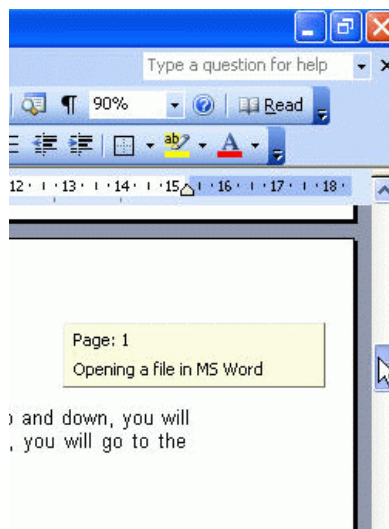 Type a question for help
¶ 90% Read
12 13 14 15 16 17 18
Page: 1
Opening a file in MS Word
and down, you will
, you will go to the